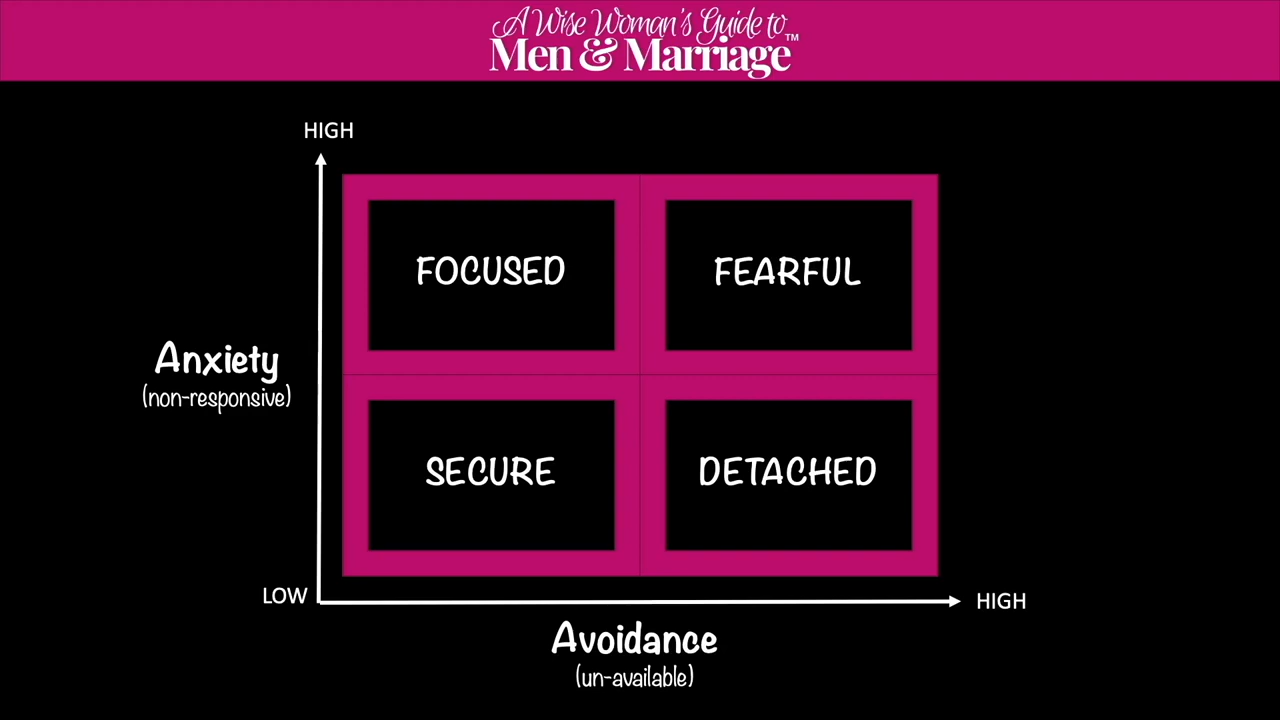 A Wise Woman's Guide to
Men & Marriage™
HIGH
FOCUSED
FEARFUL
Anxiety
(non-responsive)
SECURE
DETACHED
LOW
HIGH
Avoidance
(un-available)